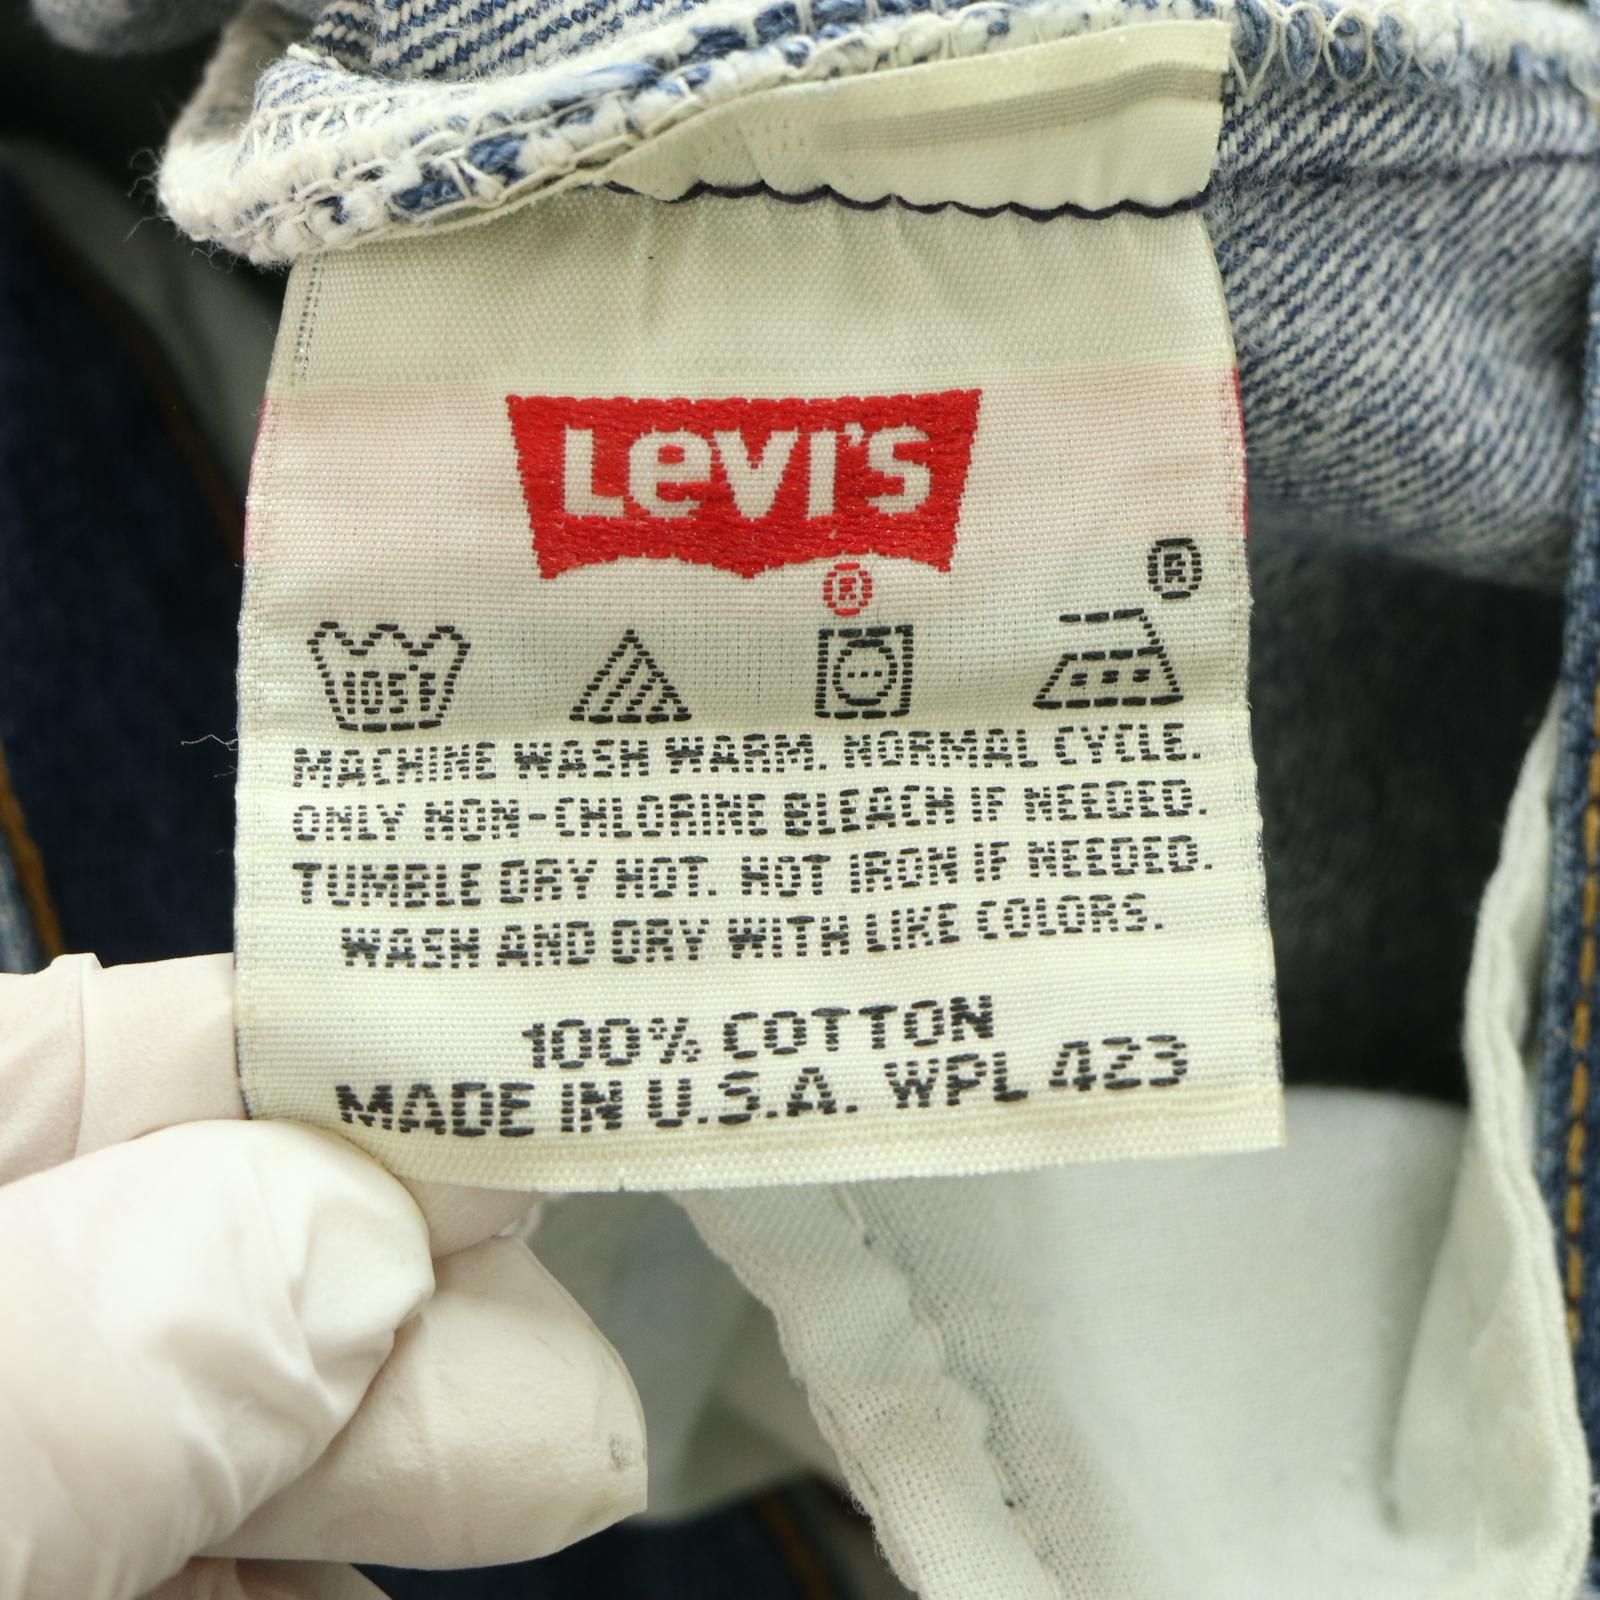 Levi's
®
®
105°F
MACHINE WASH WARM. NORMAL CYCLE.
ONLY NON-CHLORINE BLEACH IF NEEDED.
TUMBLE DRY HOT. HOT IRON IF NEEDED.
WASH AND DRY WITH LIKE COLORS.
100% COTTON
MADE IN U.S.A. WPL 423